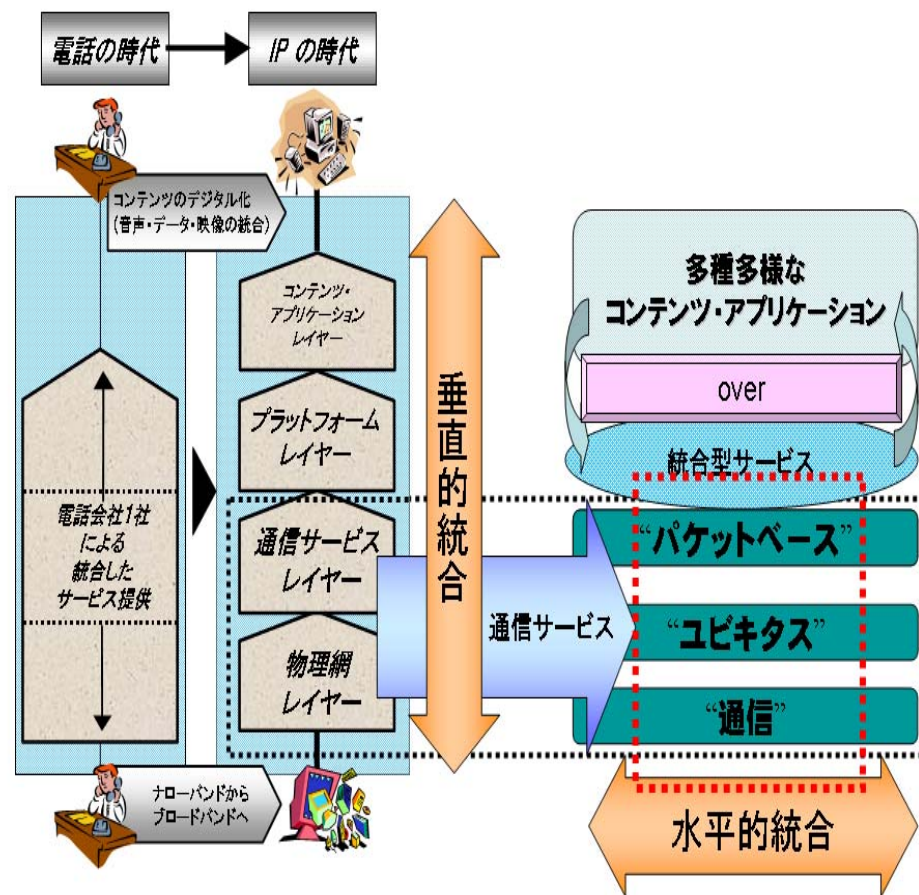 電話の時代
IP の時代
コンテンツのデジタル化
(音声・データ・映像の統合)
コンテンツ・
アプリケーション
レイヤー
プラットフォーム
レイヤー
通信サービス
レイヤー
物理網
レイヤー
電話会社1社
による
統合した
サービス提供
ナローバンドから
ブロードバンドへ
垂直的統合
通信サービス
多種多様な
コンテンツ・アプリケーション
over
統合型サービス
“パケットベース”
“ユビキタス”
“通信”
水平的統合